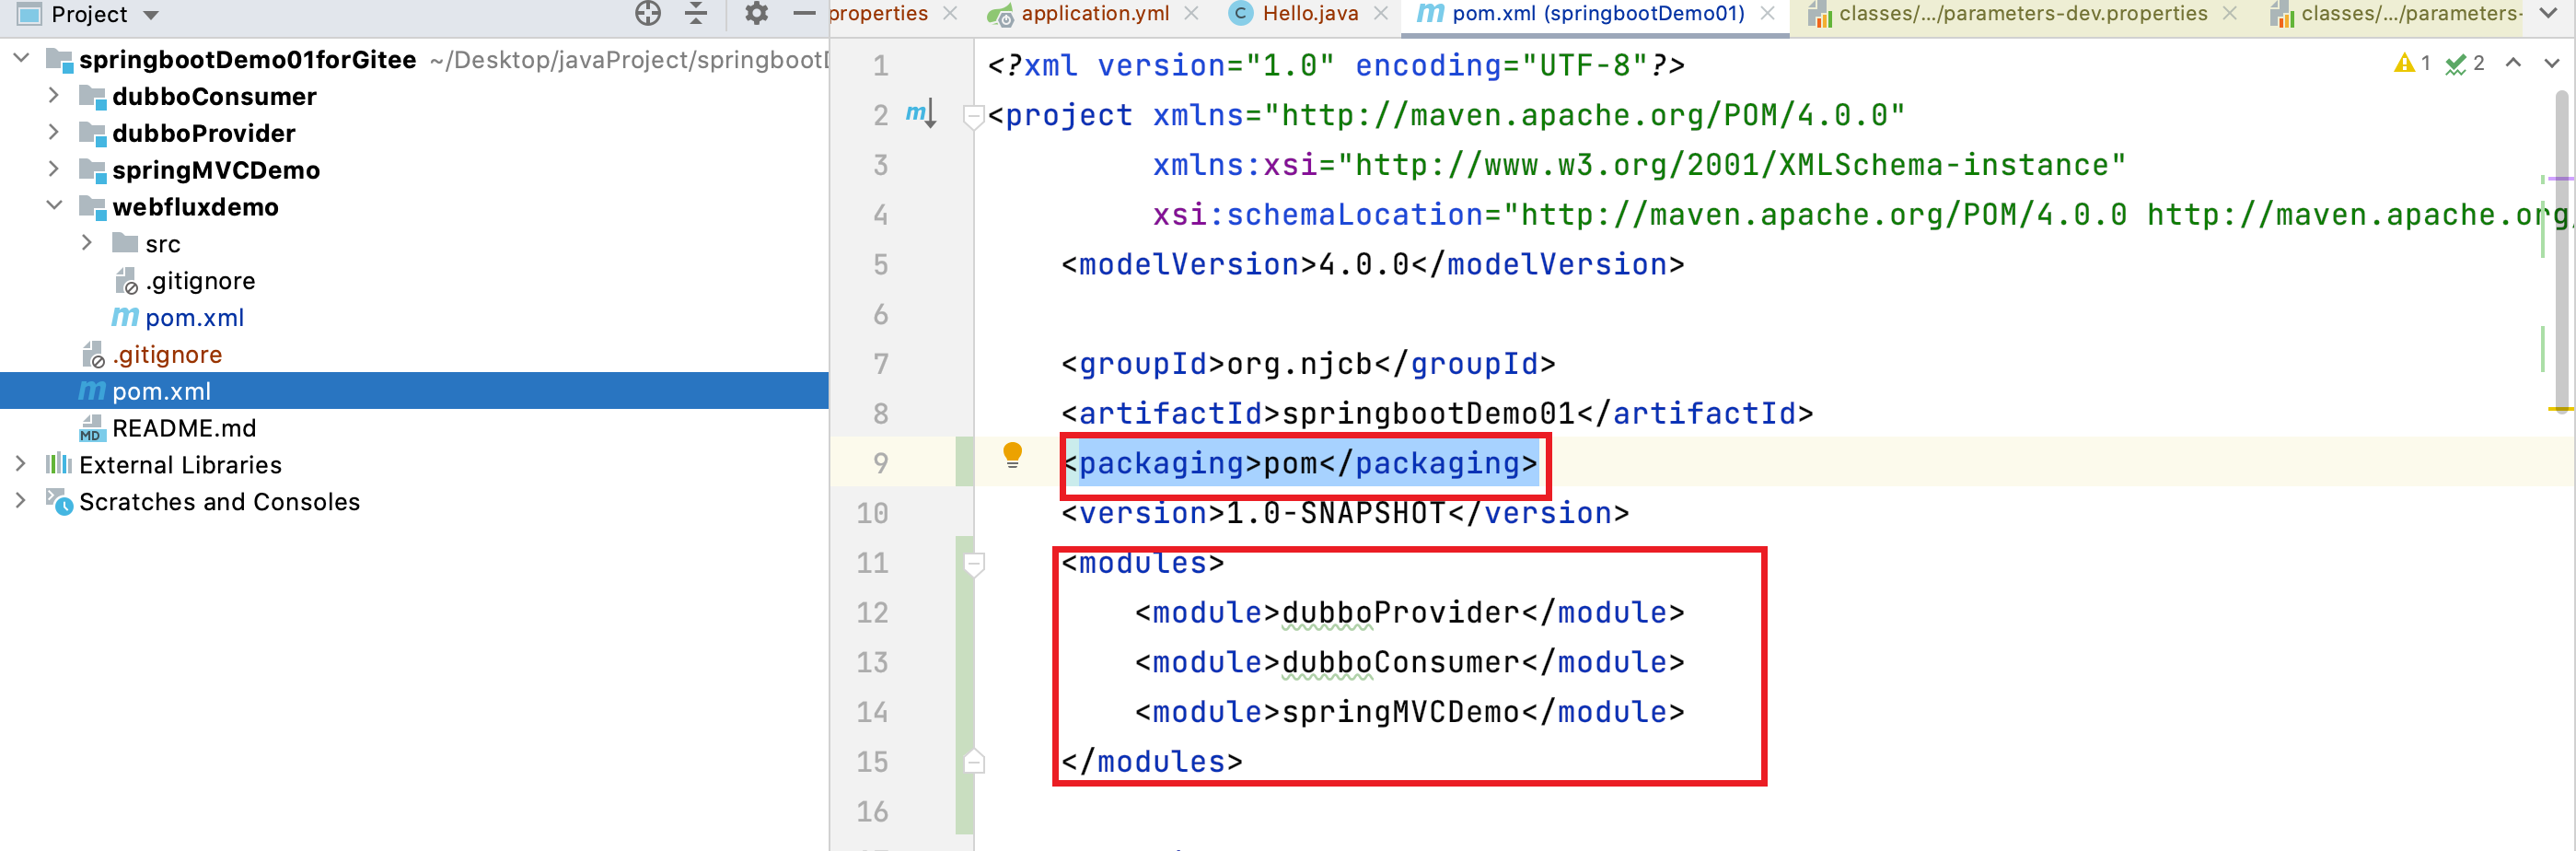 Project
springbootDemo01forGitee ~/Desktop/javaProject/springboot
dubboConsumer
dubboProvider
springMVCDemo
webfluxdemo
src
.gitignore
pom.xml
.gitignore
pom.xml
README.md
External Libraries
Scratches and Consoles
properties application.yml Hello.java pom.xml (springbootDemo01) classes/.../parameters-dev.properties classes/.../parameters-
1 2
1 <?xml version="1.0" encoding="UTF-8"?>
2 <project xmlns="http://maven.apache.org/POM/4.0.0"
3 xmlns:xsi="http://www.w3.org/2001/XMLSchema-instance"
4 xsi:schemaLocation="http://maven.apache.org/POM/4.0.0 http://maven.apache.org/
5 <modelVersion>4.0.0</modelVersion>
6
7 <groupId>org.njcb</groupId>
8 <artifactId>springbootDemo01</artifactId>
9 <packaging>pom</packaging>
10 <version>1.0-SNAPSHOT</version>
11 <modules>
12 <module>dubboProvider</module>
13 <module>dubboConsumer</module>
14 <module>springMVCDemo</module>
15 </modules>
16